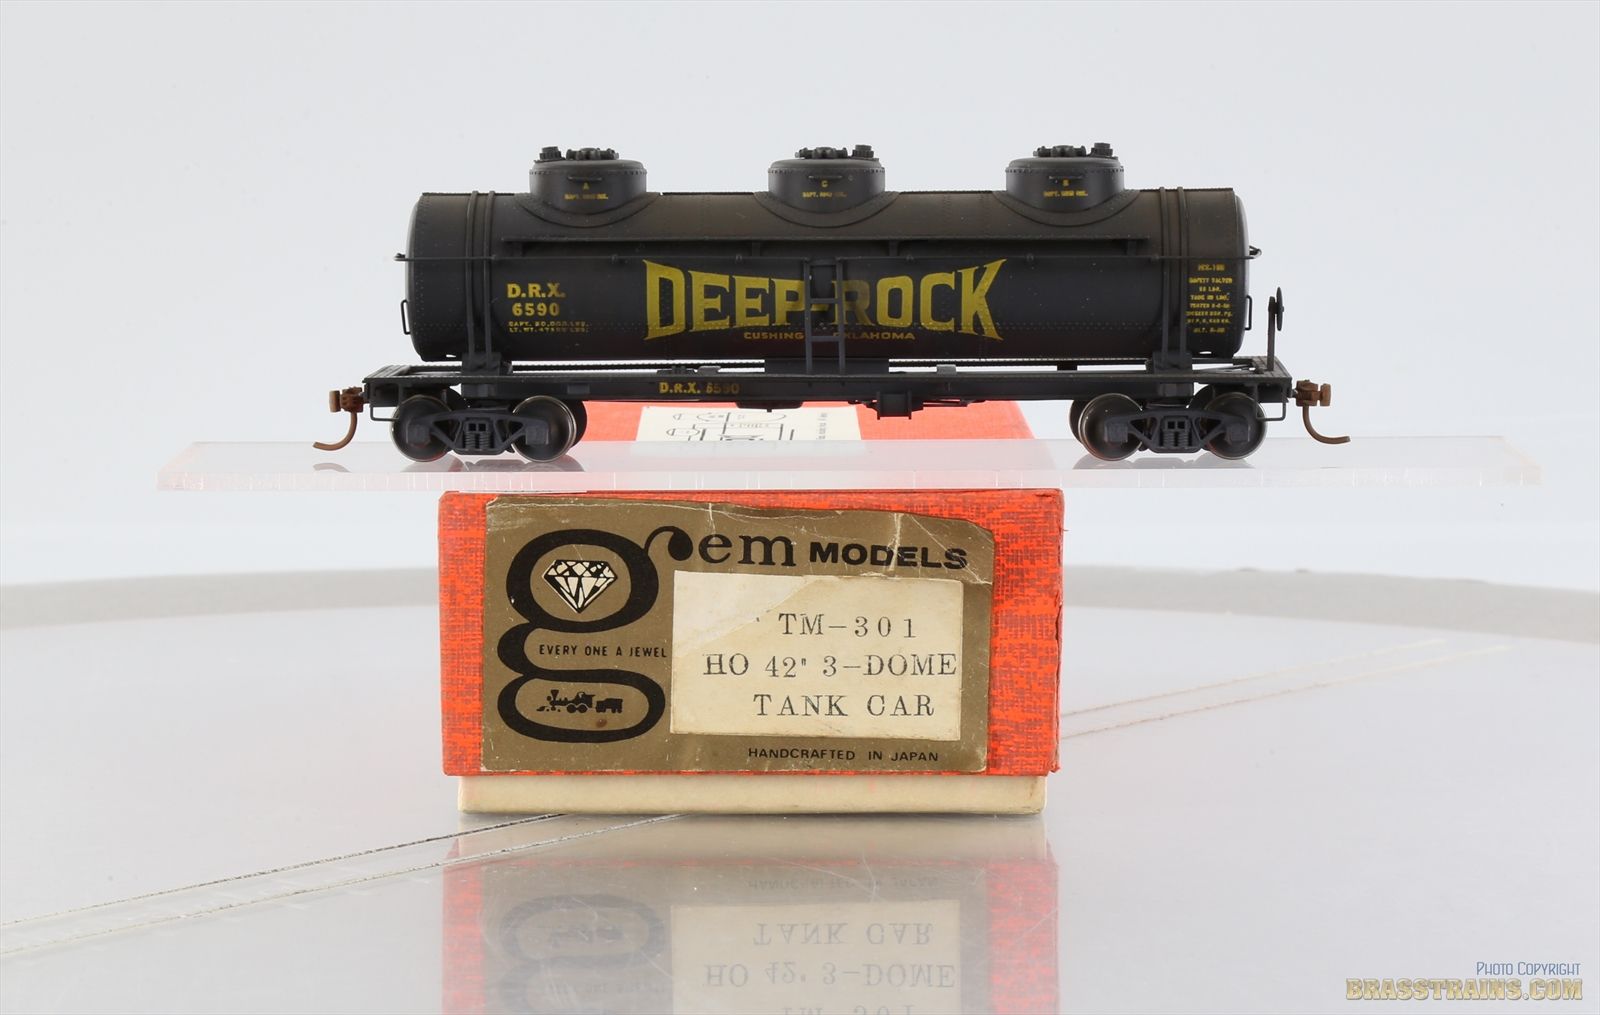 A
C
B
D.R.X.
6590
DEEP-ROCK
CUSHING OKLAHOMA
D.R.X. 6590
gem MODELS
EVERY ONE A JEWEL
TM-301
HO 42" 3-DOME
TANK CAR
HANDCRAFTED IN JAPAN
PHOTO COPYRIGHT
BRASSTRAINS.COM